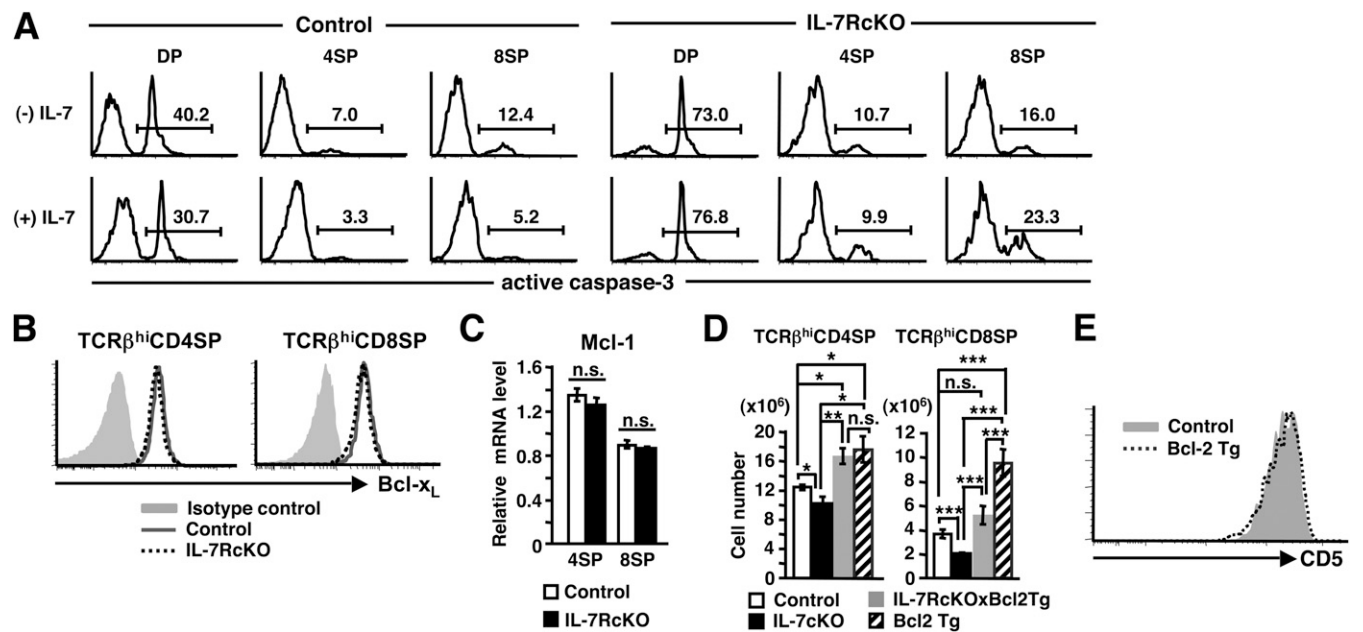 A
Control
IL-7RcKO
DP 4SP 8SP DP 4SP 8SP
(-) IL-7
40.2 7.0 12.4 73.0 10.7 16.0
(+) IL-7
30.7 3.3 5.2 76.8 9.9 23.3
active caspase-3
B
TCRβhiCD4SP TCRβhiCD8SP
Bcl-xL
Isotype control
Control
IL-7RcKO
C
Mcl-1
Relative mRNA level
1.6
1.2
0.8
0.4
0
n.s.
n.s.
4SP 8SP
Control
IL-7RcKO
D
TCRβhiCD4SP TCRβhiCD8SP
Cell number
(x10⁶)
20
16
12
8
4
0
*
*
*
** n.s.
*
(x10⁶)
12
10
8
6
4
2
0
***
n.s.
***
***
***
***
Control
IL-7cKO
IL-7RcKOxBcl2Tg
Bcl2 Tg
E
Control
Bcl-2 Tg
CD5